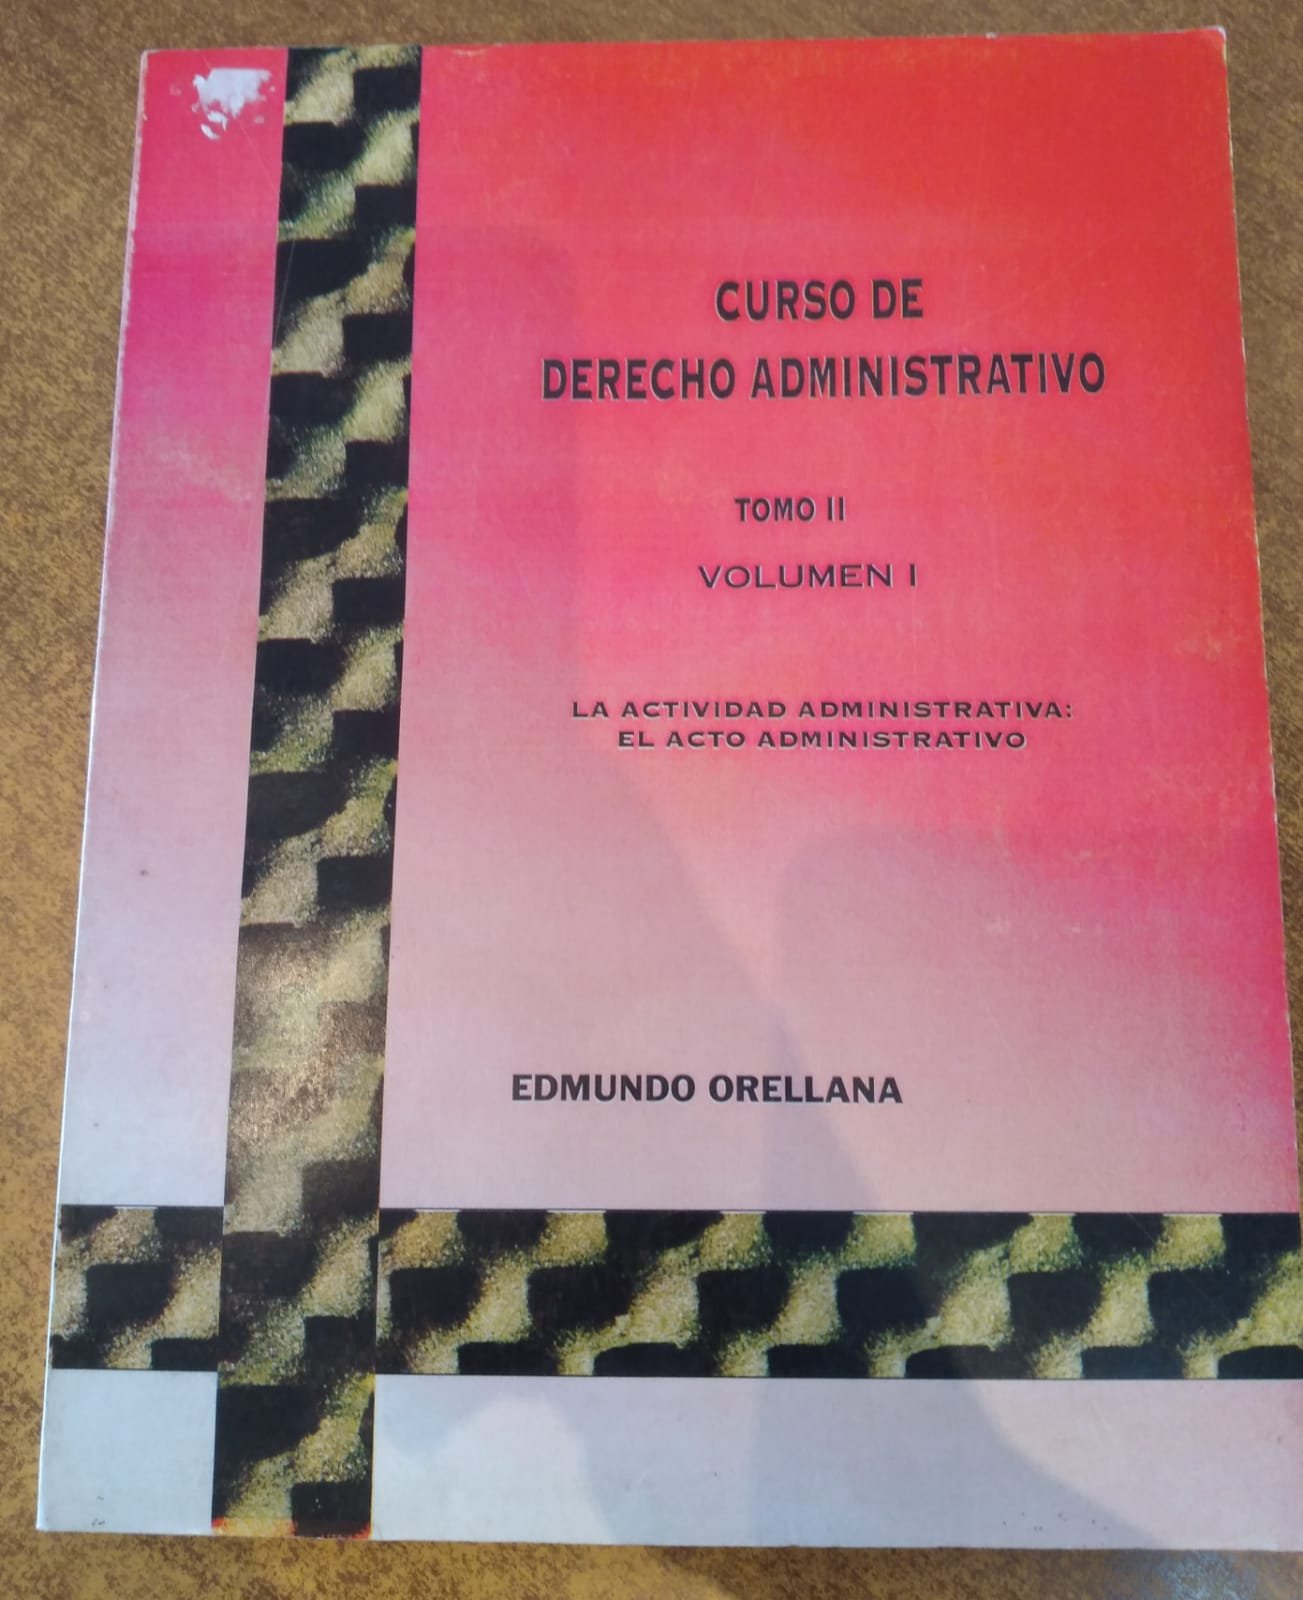 CURSO DE
DERECHO ADMINISTRATIVO
TOMO II
VOLUMEN I
LA ACTIVIDAD ADMINISTRATIVA:
EL ACTO ADMINISTRATIVO
EDMUNDO ORELLANA